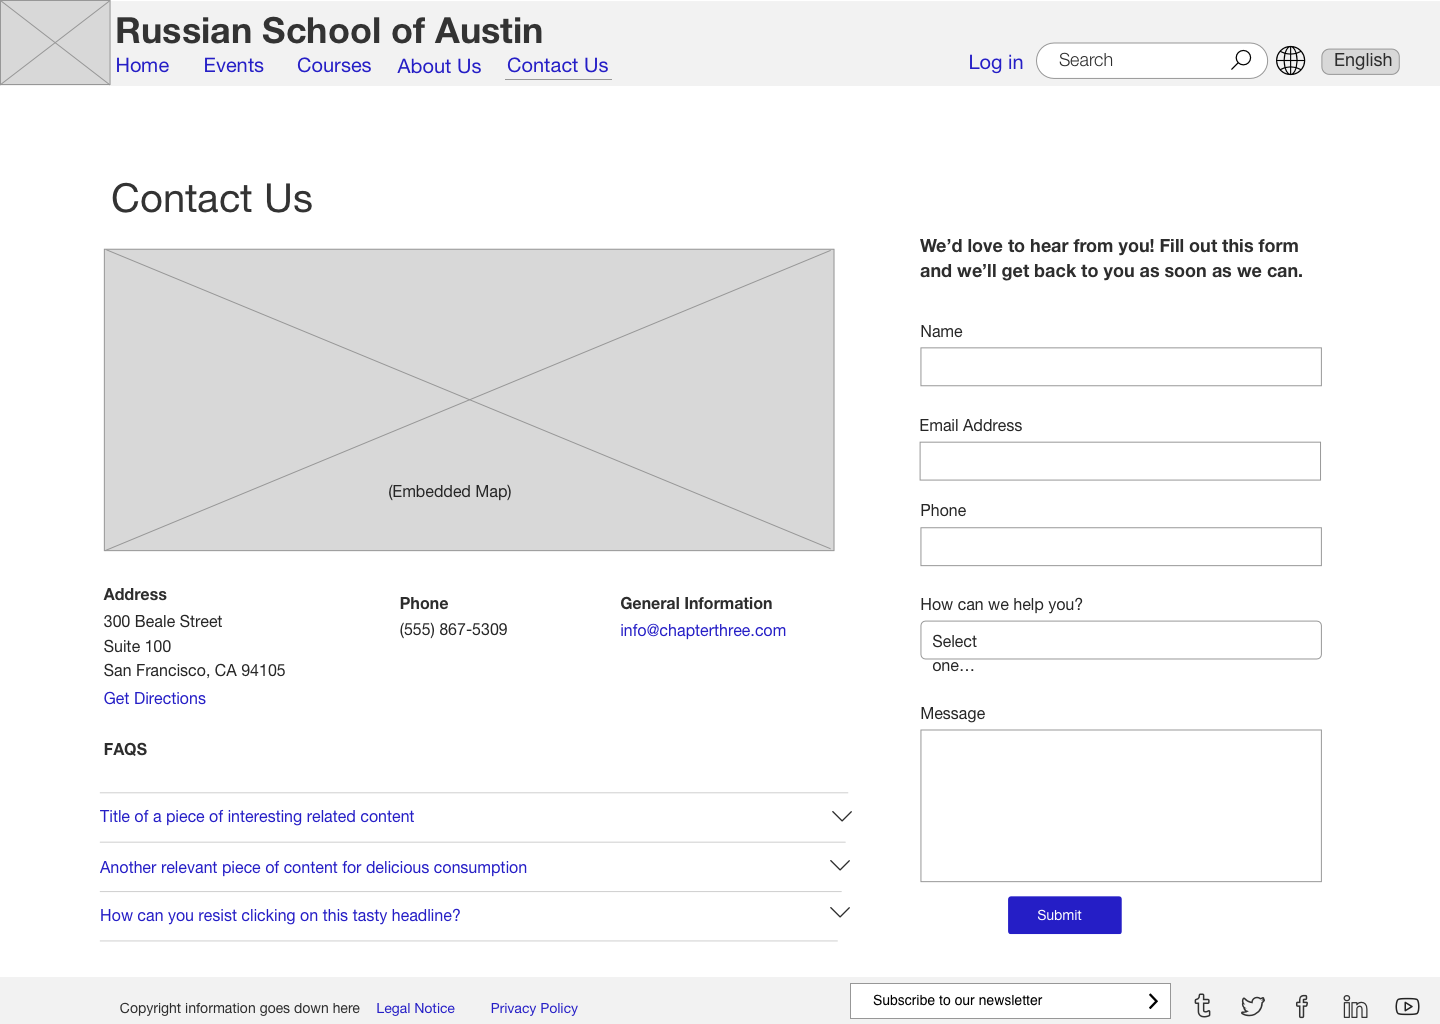 Russian School of Austin
Home Events Courses About Us Contact Us
Log in Search English
Contact Us
(Embedded Map)
Address
300 Beale Street
Suite 100
San Francisco, CA 94105
Get Directions
Phone
(555) 867-5309
General Information
info@chapterthree.com
FAQS
Title of a piece of interesting related content
Another relevant piece of content for delicious consumption
How can you resist clicking on this tasty headline?
We’d love to hear from you! Fill out this form
and we’ll get back to you as soon as we can.
Name
Email Address
Phone
How can we help you?
Select
one…
Message
Submit
Copyright information goes down here Legal Notice Privacy Policy
Subscribe to our newsletter